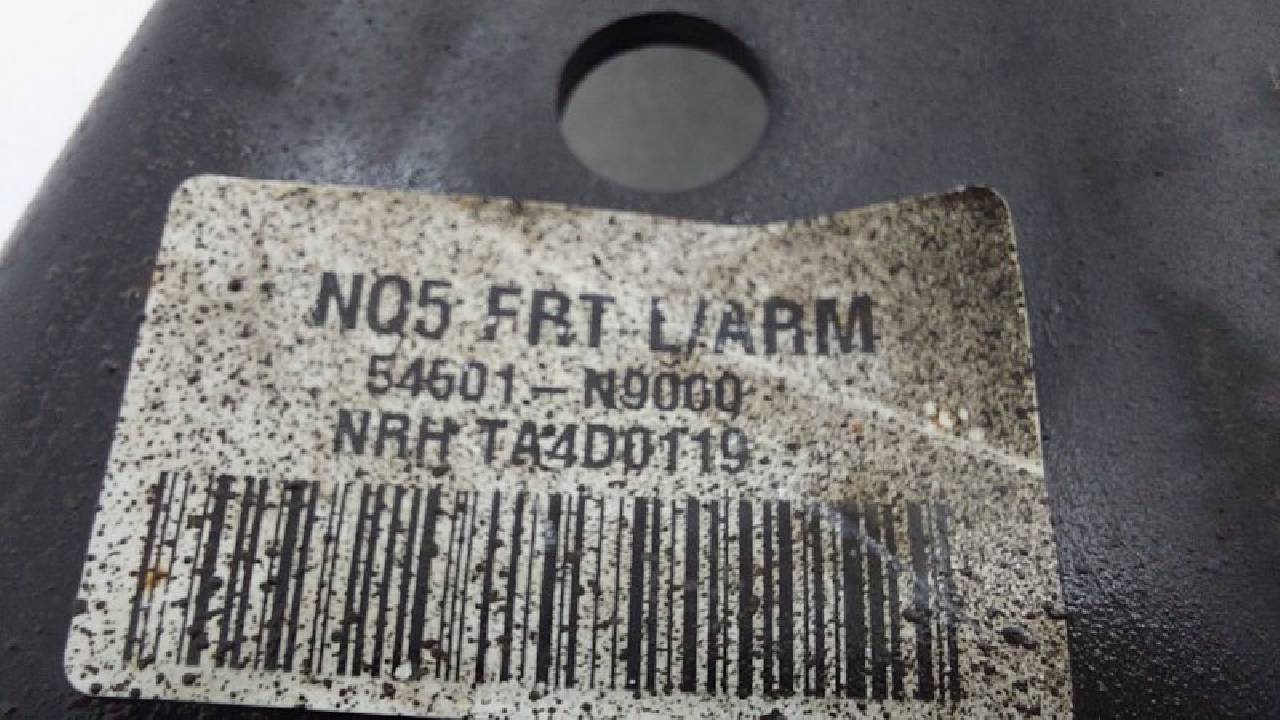 NQ5 FRT L/ARM
54501-N9000
NRH TA4D0119